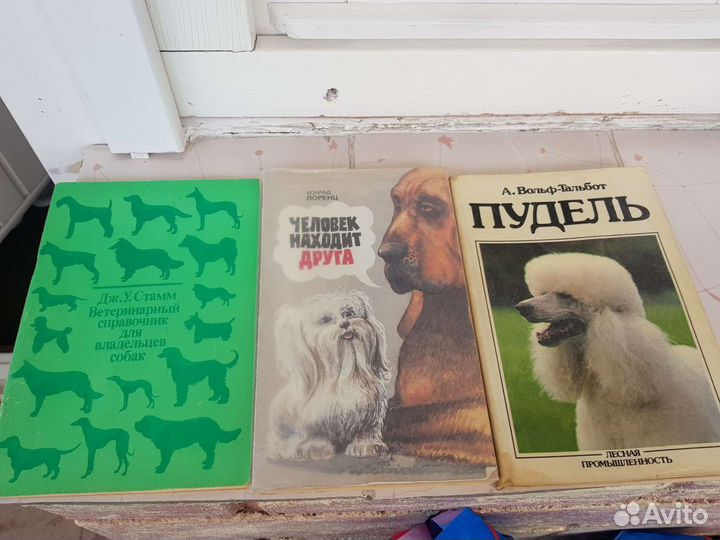 Дж. У. Стамм
Ветеринарный
справочник
для
владельцев
собак
КОНРАД
ЛОРЕНЦ
ЧЕЛОВЕК
НАХОДИТ
ДРУГА
А. Вольф-Тальбот
ПУДЕЛЬ
ЛЕСНАЯ
ПРОМЫШЛЕННОСТЬ
Avito